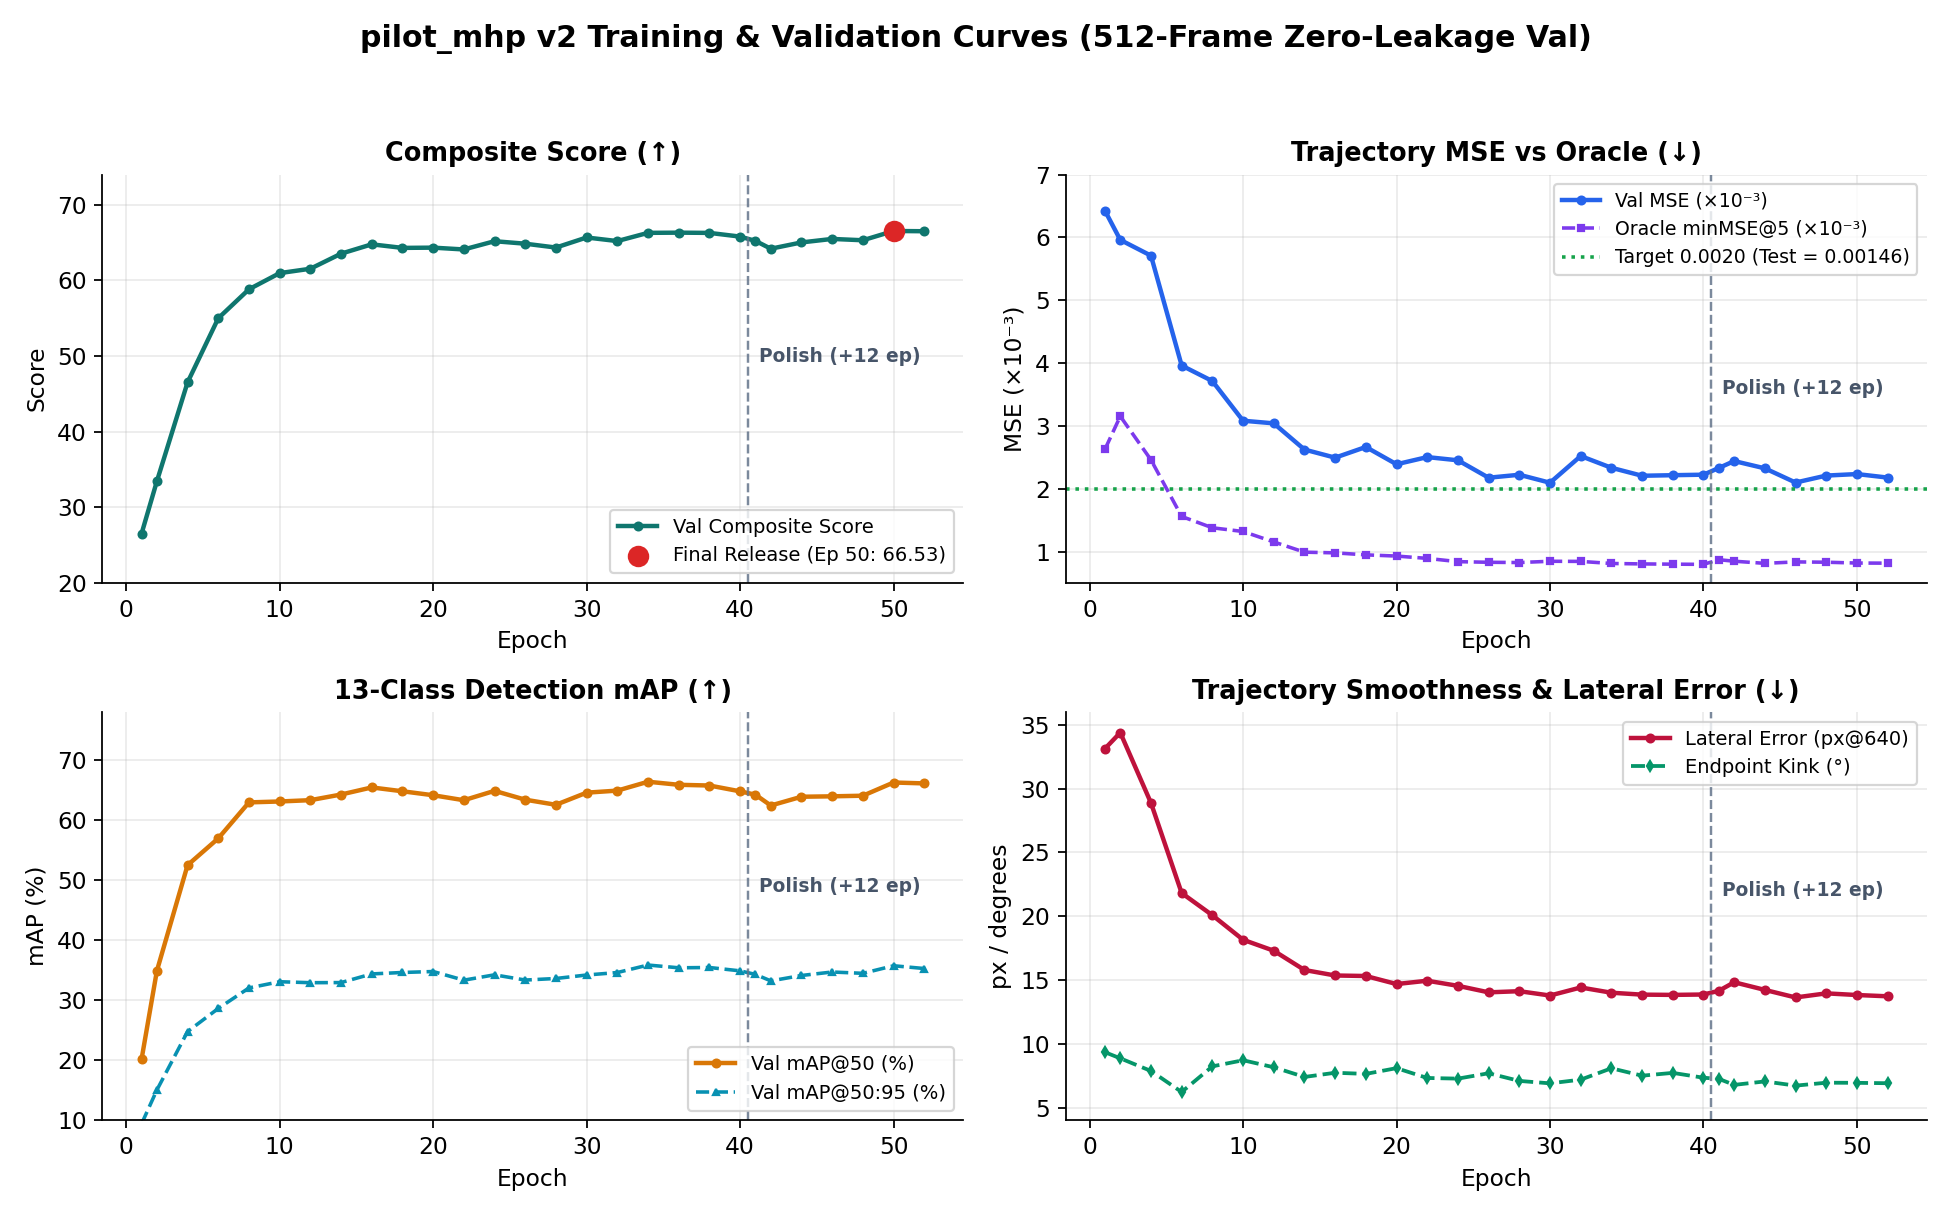 pilot_mhp v2 Training & Validation Curves (512-Frame Zero-Leakage Val)
Composite Score (↑)
Score
70
60
50
40
30
20
Polish (+12 ep)
Val Composite Score
Final Release (Ep 50: 66.53)
0 10 20 30 40 50
Epoch
Trajectory MSE vs Oracle (↓)
MSE (×10⁻³)
7
6
5
4
3
2
1
Val MSE (×10⁻³)
Oracle minMSE@5 (×10⁻³)
Target 0.0020 (Test = 0.00146)
Polish (+12 ep)
0 10 20 30 40 50
Epoch
13-Class Detection mAP (↑)
mAP (%)
70
60
50
40
30
20
10
Polish (+12 ep)
Val mAP@50 (%)
Val mAP@50:95 (%)
0 10 20 30 40 50
Epoch
Trajectory Smoothness & Lateral Error (↓)
px / degrees
35
30
25
20
15
10
5
Lateral Error (px@640)
Endpoint Kink (°)
Polish (+12 ep)
0 10 20 30 40 50
Epoch